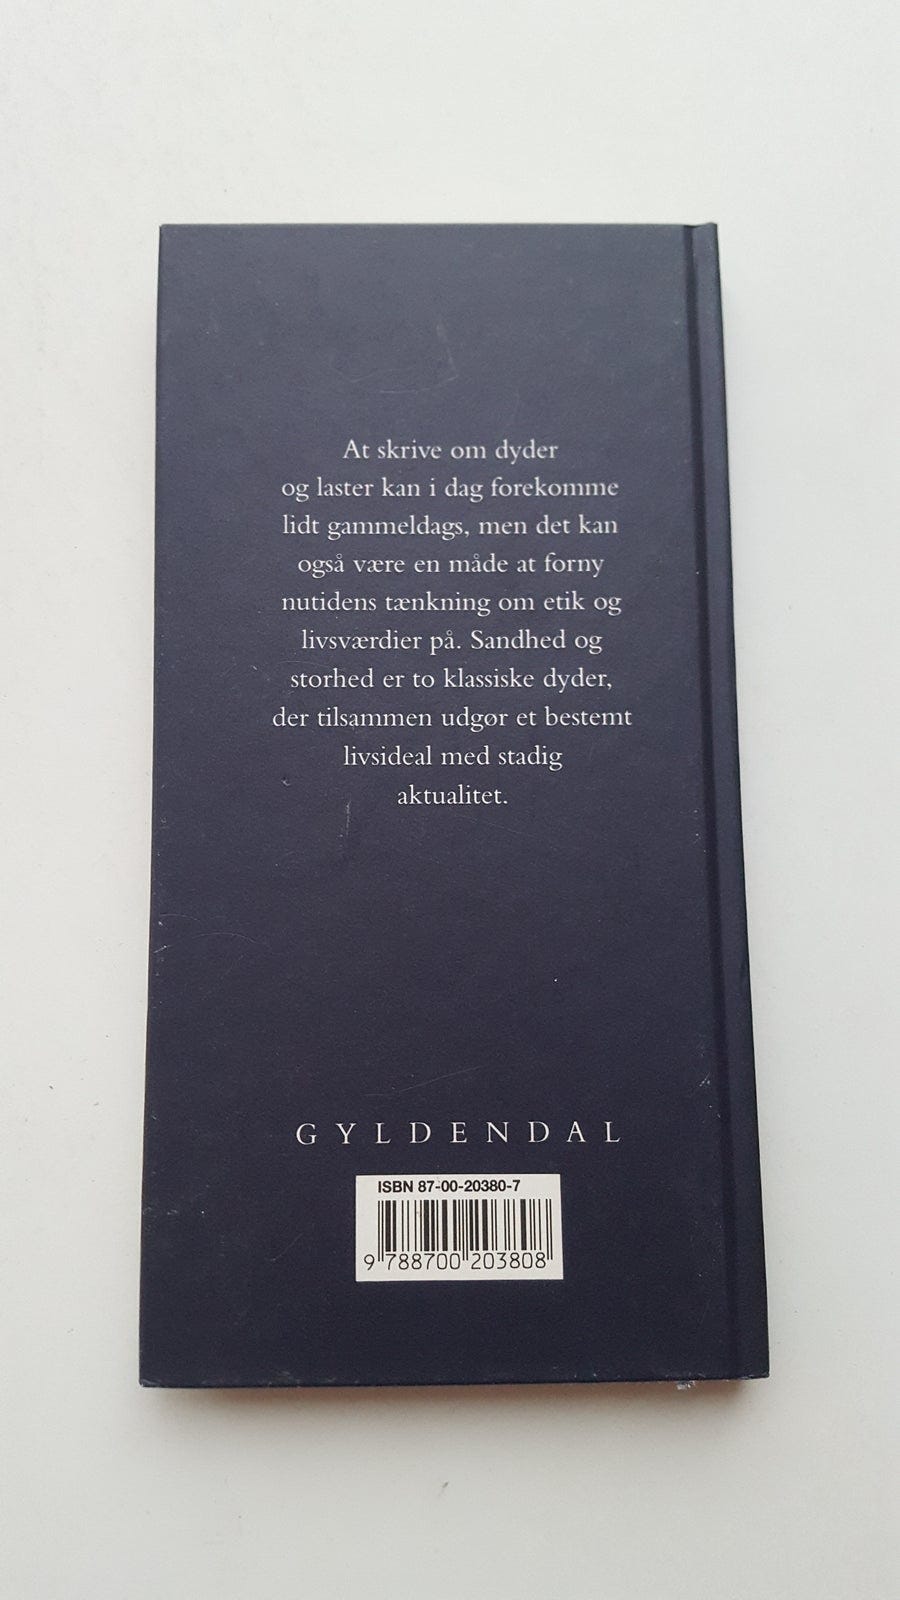 At skrive om dyder
og laster kan i dag forekomme
lidt gammeldags, men det kan
også være en måde at forny
nutidens tænkning om etik og
livsværdier på. Sandhed og
storhed er to klassiske dyder,
der tilsammen udgør et bestemt
livsideal med stadig
aktualitet.
GYLDENDAL
ISBN 87-00-20380-7
9 788700 203808